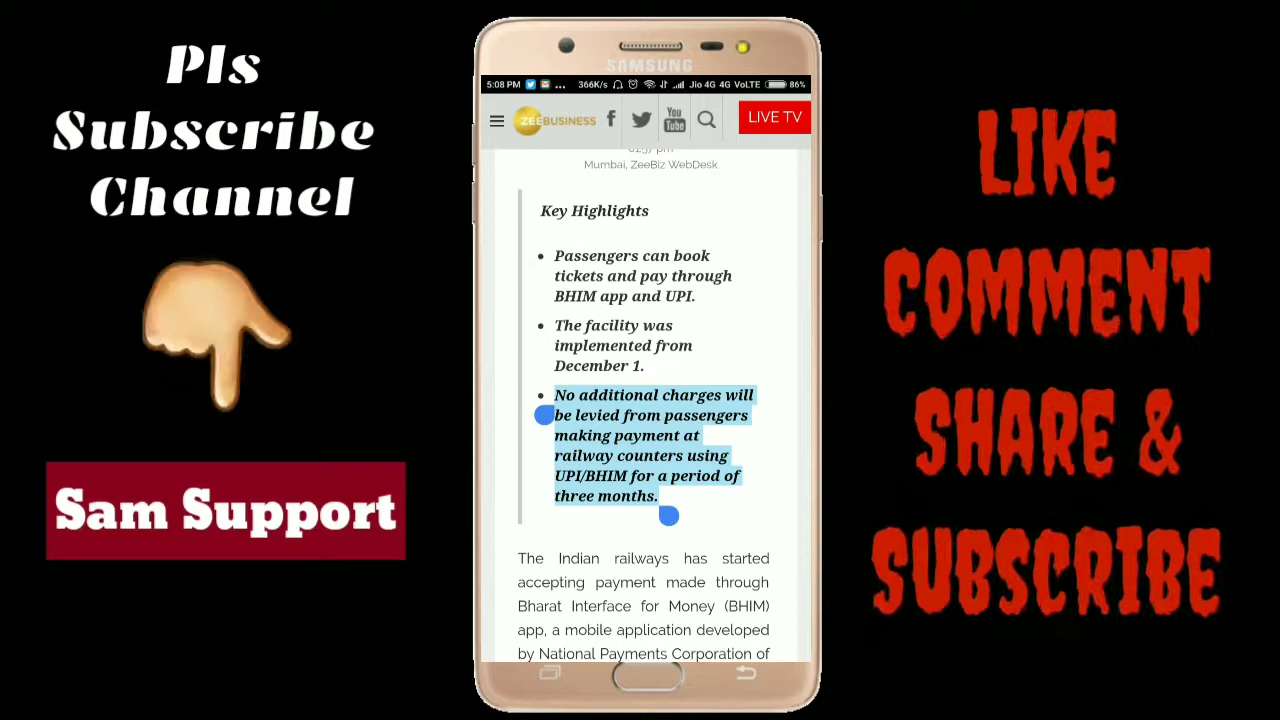 Pls
Subscribe
Channel
Sam Support
SAMSUNG
5:08 PM ... 366K/s Jio 4G 4G VoLTE 86%
ZEEBUSINESS f You Tube LIVE TV
Mumbai, ZeeBiz WebDesk
Key Highlights
• Passengers can book
tickets and pay through
BHIM app and UPI.
• The facility was
implemented from
December 1.
• No additional charges will
be levied from passengers
making payment at
railway counters using
UPI/BHIM for a period of
three months.
The Indian railways has started
accepting payment made through
Bharat Interface for Money (BHIM)
app, a mobile application developed
by National Payments Corporation of
LIKE
COMMENT
SHARE &
SUBSCRIBE